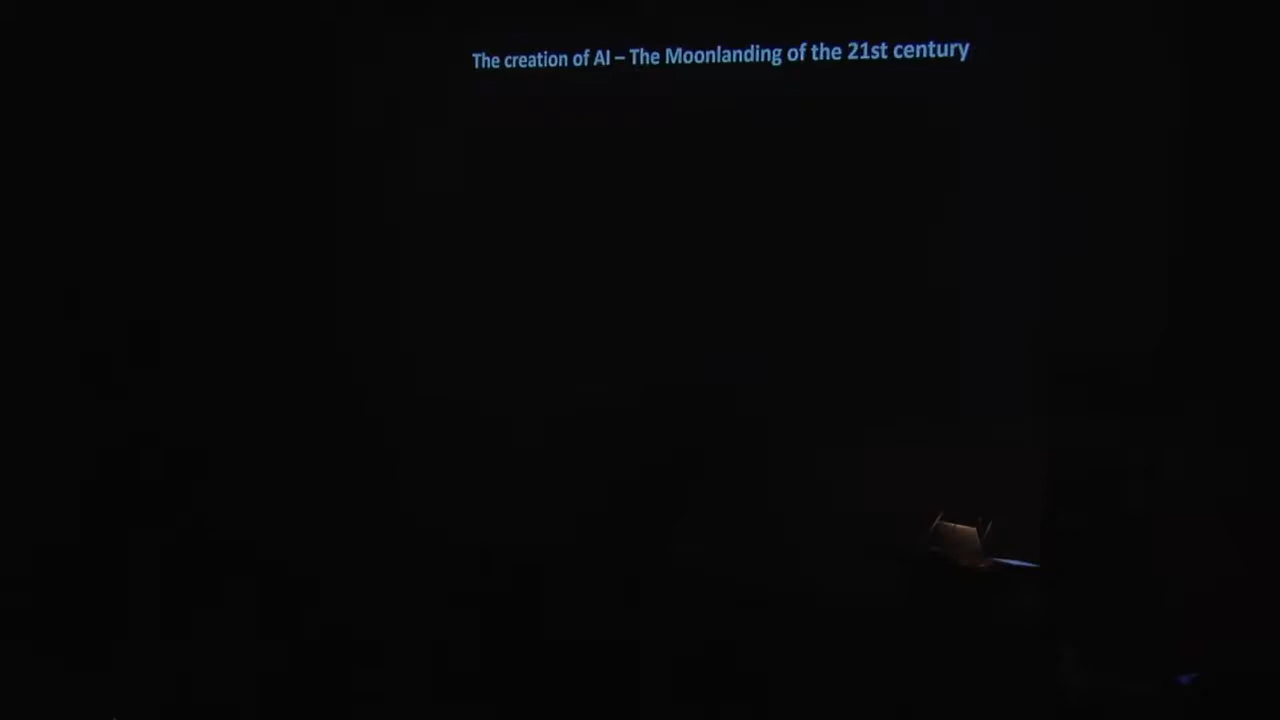 The creation of AI – The Moonlanding of the 21st century